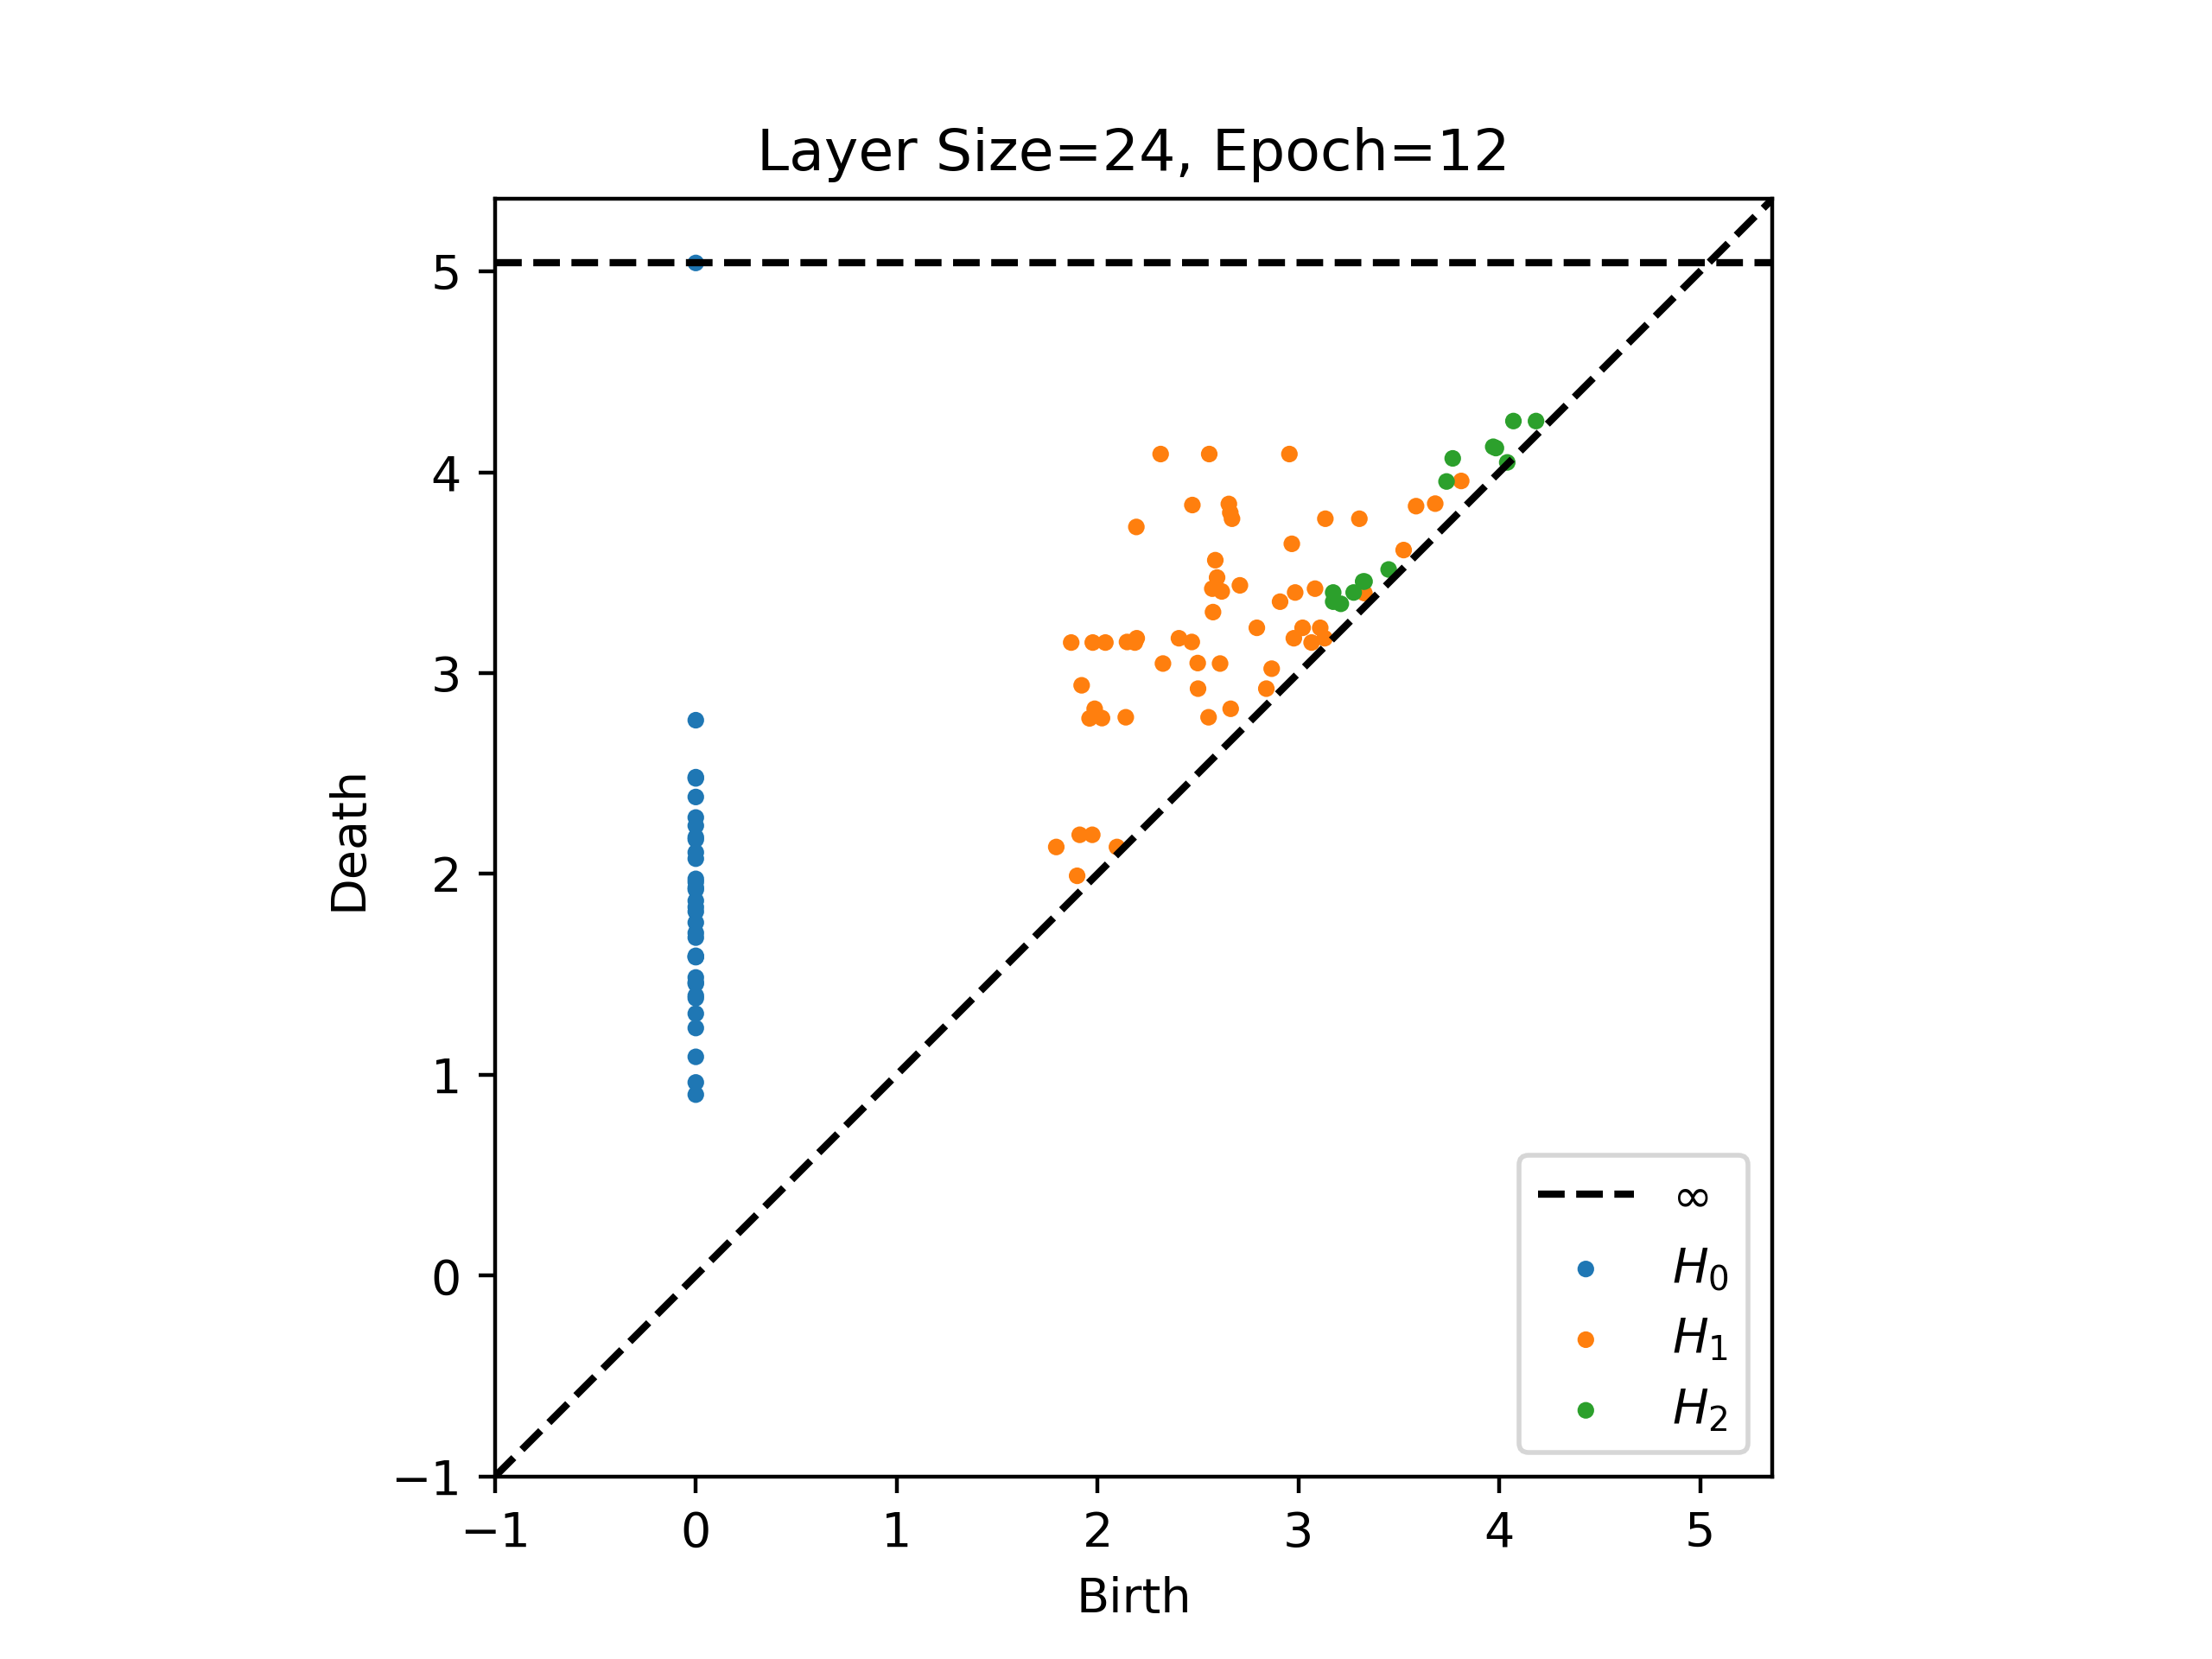 Layer Size=24, Epoch=12
5
4
3
2
1
0
−1
Death
−1 0 1 2 3 4 5
Birth
∞
H₀
H₁
H₂